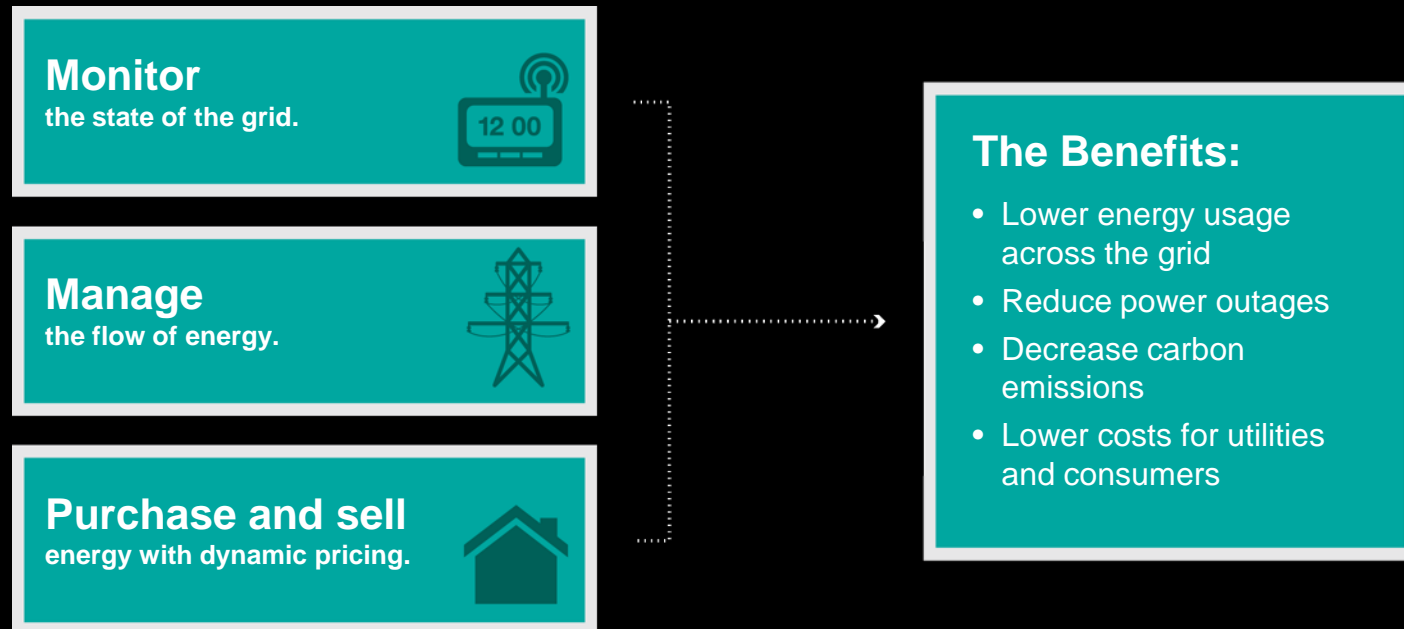 Monitor
the state of the grid.
12 00
Manage
the flow of energy.
Purchase and sell
energy with dynamic pricing.
The Benefits:
• Lower energy usage
across the grid
• Reduce power outages
• Decrease carbon
emissions
• Lower costs for utilities
and consumers